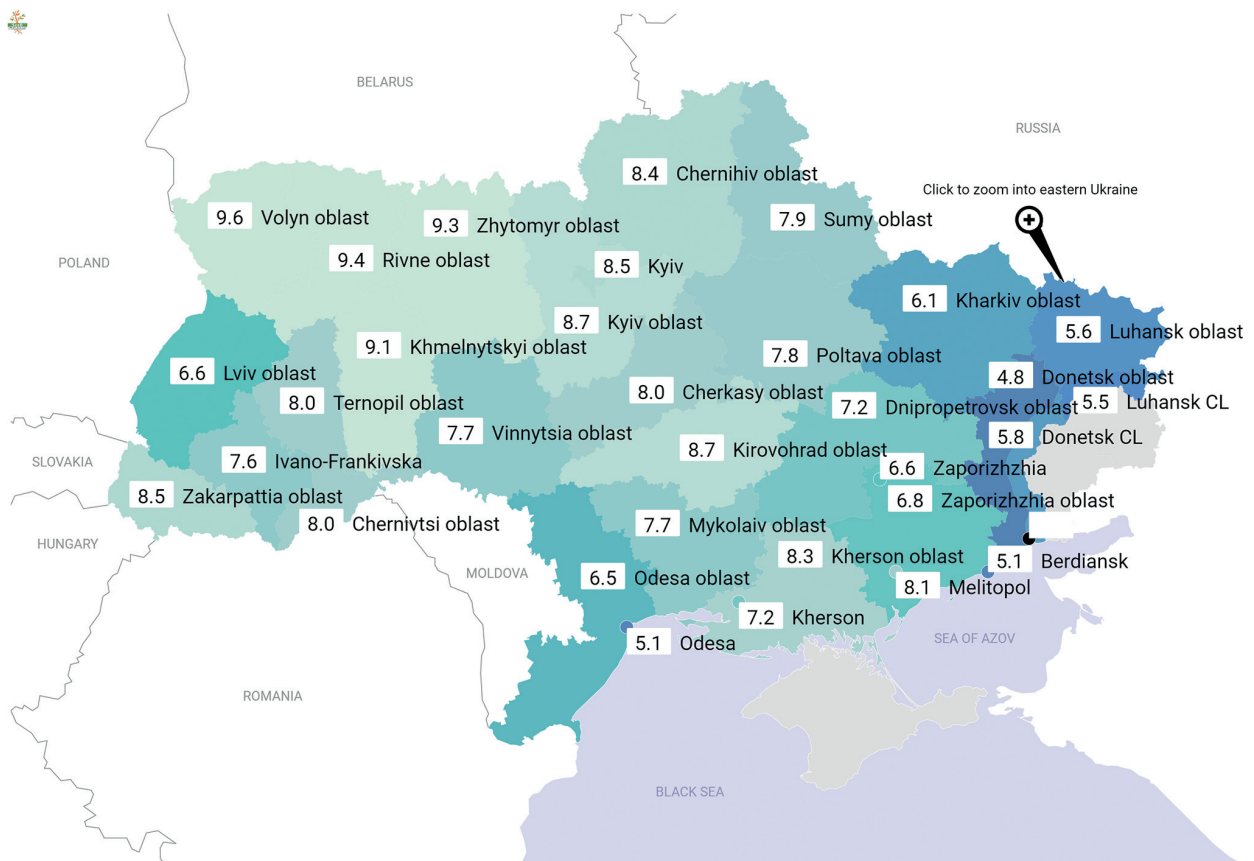 BELARUS
RUSSIA
8.4 Chernihiv oblast
Click to zoom into eastern Ukraine
9.6 Volyn oblast
9.3 Zhytomyr oblast
7.9 Sumy oblast
POLAND
9.4 Rivne oblast
8.5 Kyiv
6.1 Kharkiv oblast
8.7 Kyiv oblast
5.6 Luhansk oblast
9.1 Khmelnytskyi oblast
7.8 Poltava oblast
6.6 Lviv oblast
4.8 Donetsk oblast
8.0 Cherkasy oblast
8.0 Ternopil oblast
5.5 Luhansk CL
7.2 Dnipropetrovsk oblast
7.7 Vinnytsia oblast
5.8 Donetsk CL
8.7 Kirovohrad oblast
SLOVAKIA
7.6 Ivano-Frankivska
6.6 Zaporizhzhia
8.5 Zakarpattia oblast
6.8 Zaporizhzhia oblast
8.0 Chernivtsi oblast
7.7 Mykolaiv oblast
HUNGARY
8.3 Kherson oblast
5.1 Berdiansk
MOLDOVA
6.5 Odesa oblast
8.1 Melitopol
7.2 Kherson
SEA OF AZOV
5.1 Odesa
ROMANIA
BLACK SEA